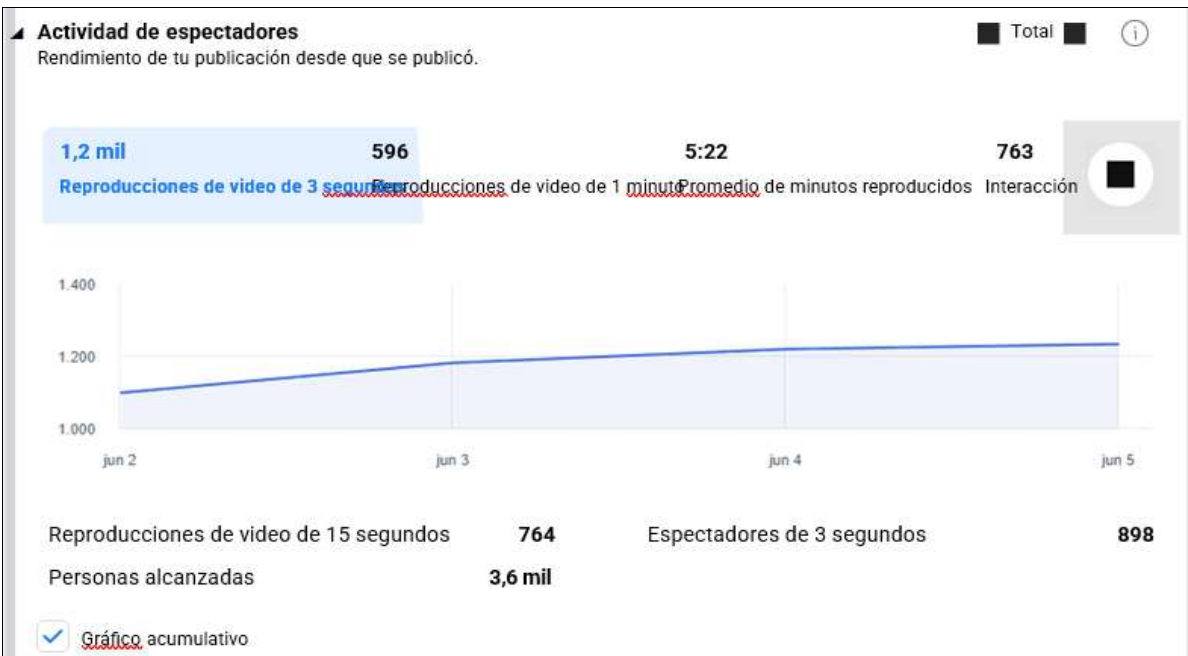 Actividad de espectadores
Total
Rendimiento de tu publicación desde que se publicó.
1,2 mil 596 5:22 763
Reproducciones de video de 3 segundos Reproducciones de video de 1 minuto Promedio de minutos reproducidos Interacción
1.400
1.200
1.000
jun 2 jun 3 jun 4 jun 5
Reproducciones de video de 15 segundos 764 Espectadores de 3 segundos 898
Personas alcanzadas 3,6 mil
Gráfico acumulativo